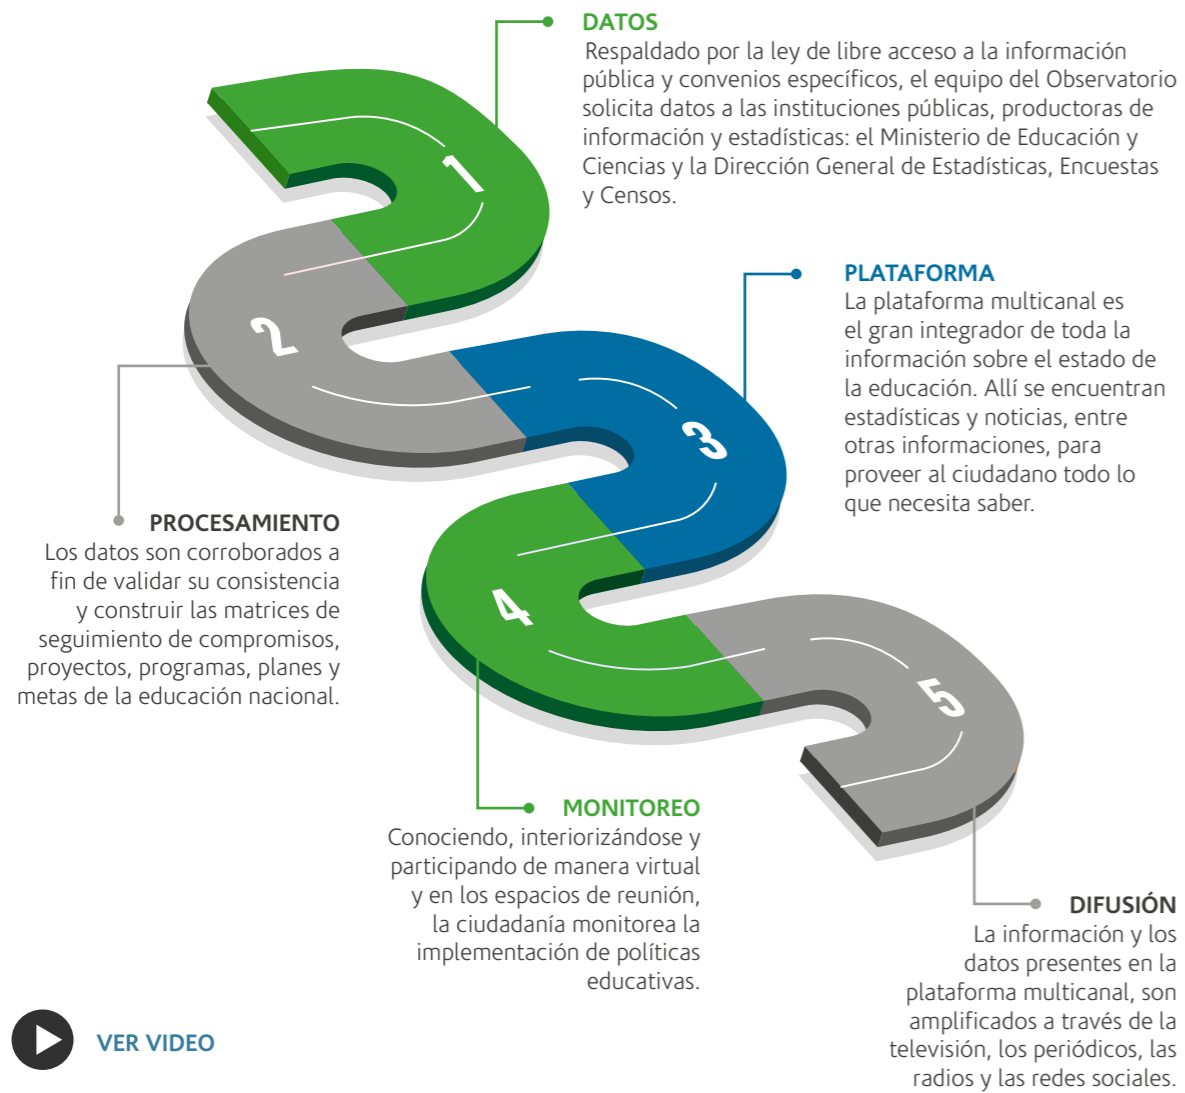 DATOS
Respaldado por la ley de libre acceso a la información
pública y convenios específicos, el equipo del Observatorio
solicita datos a las instituciones públicas, productoras de
información y estadísticas: el Ministerio de Educación y
Ciencias y la Dirección General de Estadísticas, Encuestas
y Censos.
1
2
PROCESAMIENTO
Los datos son corroborados a
fin de validar su consistencia
y construir las matrices de
seguimiento de compromisos,
proyectos, programas, planes y
metas de la educación nacional.
PLATAFORMA
La plataforma multicanal es
el gran integrador de toda la
información sobre el estado de
la educación. Allí se encuentran
estadísticas y noticias, entre
otras informaciones, para
proveer al ciudadano todo lo
que necesita saber.
3
4
MONITOREO
Conociendo, interiorizándose y
participando de manera virtual
y en los espacios de reunión,
la ciudadanía monitorea la
implementación de políticas
educativas.
5
DIFUSIÓN
La información y los
datos presentes en la
plataforma multicanal, son
amplificados a través de la
televisión, los periódicos, las
radios y las redes sociales.
VER VIDEO